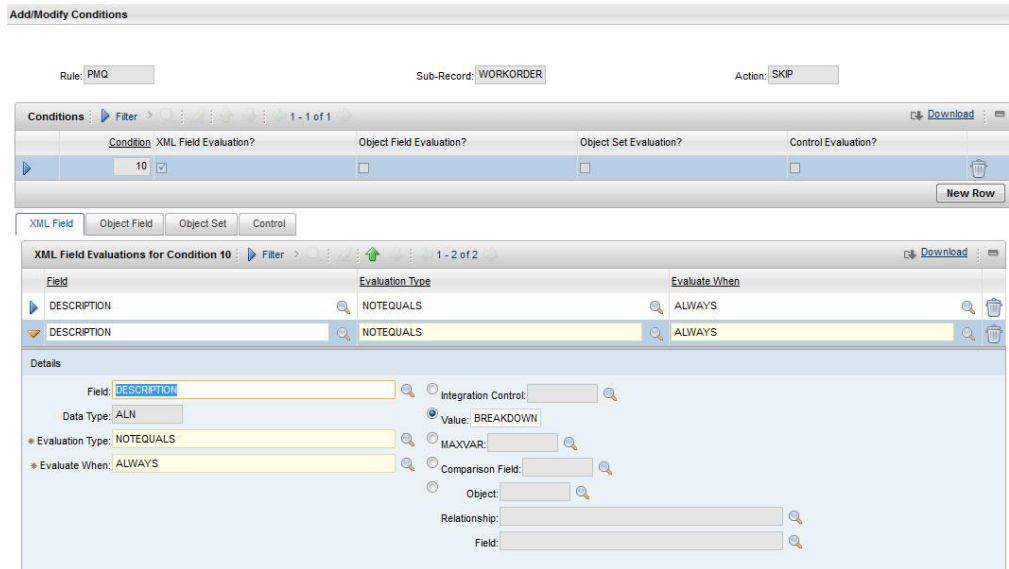 Add/Modify Conditions
Rule: PMQ Sub-Record: WORKORDER Action: SKIP
Conditions Filter 1 - 1 of 1 Download
Condition XML Field Evaluation? Object Field Evaluation? Object Set Evaluation? Control Evaluation?
10
New Row
XML Field Object Field Object Set Control
XML Field Evaluations for Condition 10 Filter 1 - 2 of 2 Download
Field Evaluation Type Evaluate When
DESCRIPTION NOTEQUALS ALWAYS
DESCRIPTION NOTEQUALS ALWAYS
Details
Field: DESCRIPTION Integration Control:
Data Type: ALN Value: BREAKDOWN
* Evaluation Type: NOTEQUALS MAXVAR:
* Evaluate When: ALWAYS Comparison Field:
Object:
Relationship:
Field: